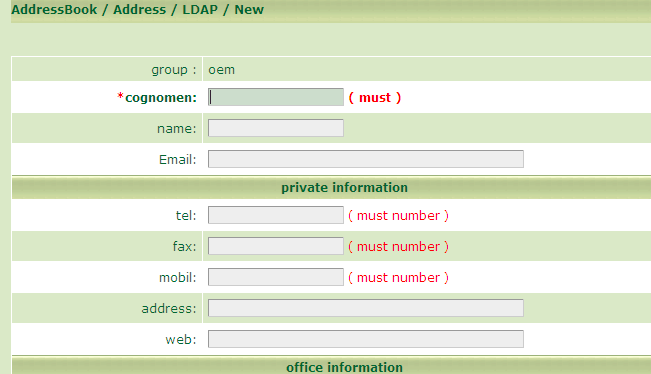 AddressBook / Address / LDAP / New
group : oem
*cognomen: ( must )
name:
Email:
private information
tel: ( must number )
fax: ( must number )
mobil: ( must number )
address:
web:
office information